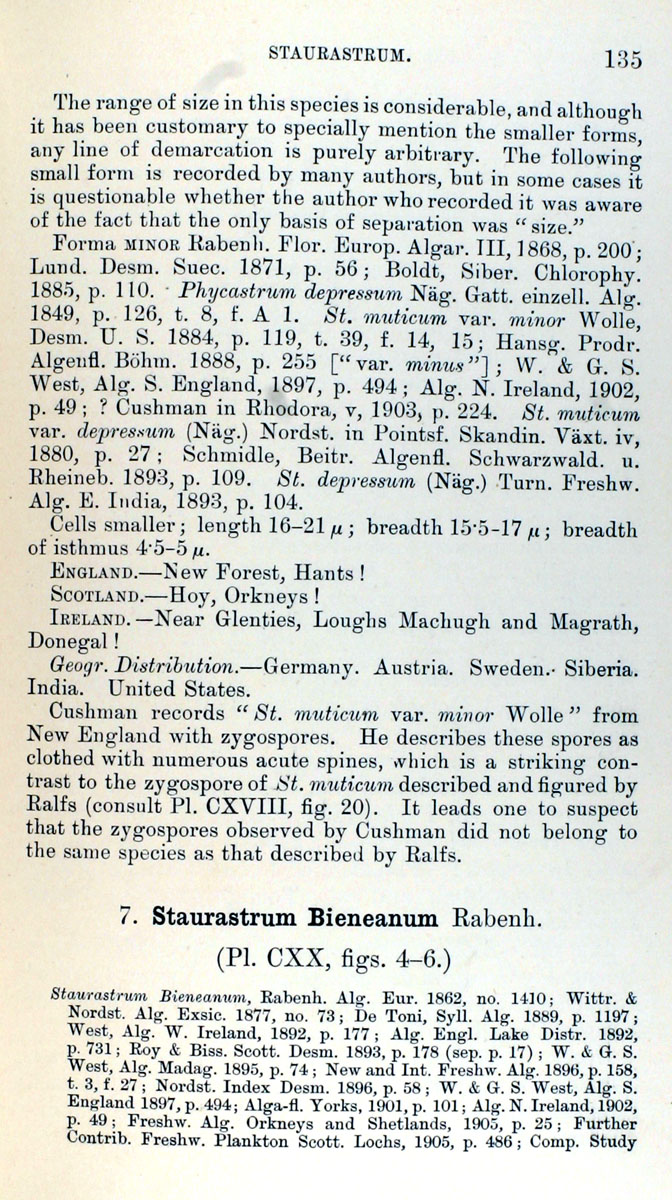 STAURASTRUM. 135
The range of size in this species is considerable, and although
it has been customary to specially mention the smaller forms,
any line of demarcation is purely arbitrary. The following
small form is recorded by many authors, but in some cases it
is questionable whether the author who recorded it was aware
of the fact that the only basis of separation was “size.”
Forma MINOR Rabenh. Flor. Europ. Algar. III, 1868, p. 200;
Lund. Desm. Suec. 1871, p. 56; Boldt, Siber. Chlorophy.
1885, p. 110. Phycastrum depressum Näg. Gatt. einzell. Alg.
1849, p. 126, t. 8, f. A 1. St. muticum var. minor Wolle,
Desm. U. S. 1884, p. 119, t. 39, f. 14, 15; Hansg. Prodr.
Algenfl. Böhm. 1888, p. 255 [“var. minus”]; W. & G. S.
West, Alg. S. England, 1897, p. 494; Alg. N. Ireland, 1902,
p. 49; ? Cushman in Rhodora, v, 1903, p. 224. St. muticum
var. depressum (Näg.) Nordst. in Pointsf. Skandin. Växt. iv,
1880, p. 27; Schmidle, Beitr. Algenfl. Schwarzwald. u.
Rheineb. 1893, p. 109. St. depressum (Näg.) Turn. Freshw.
Alg. E. India, 1893, p. 104.
Cells smaller; length 16–21 μ; breadth 15·5–17 μ; breadth
of isthmus 4·5–5 μ.
ENGLAND.—New Forest, Hants!
SCOTLAND.—Hoy, Orkneys!
IRELAND.—Near Glenties, Loughs Machugh and Magrath,
Donegal!
Geogr. Distribution.—Germany. Austria. Sweden. Siberia.
India. United States.
Cushman records “St. muticum var. minor Wolle” from
New England with zygospores. He describes these spores as
clothed with numerous acute spines, which is a striking con-
trast to the zygospore of St. muticum described and figured by
Ralfs (consult Pl. CXVIII, fig. 20). It leads one to suspect
that the zygospores observed by Cushman did not belong to
the same species as that described by Ralfs.
7. Staurastrum Bieneanum Rabenh.
(Pl. CXX, figs. 4–6.)
Staurastrum Bieneanum, Rabenh. Alg. Eur. 1862, no. 1410; Wittr. &
Nordst. Alg. Exsic. 1877, no. 73; De Toni, Syll. Alg. 1889, p. 1197;
West, Alg. W. Ireland, 1892, p. 177; Alg. Engl. Lake Distr. 1892,
p. 731; Roy & Biss. Scott. Desm. 1893, p. 178 (sep. p. 17); W. & G. S.
West, Alg. Madag. 1895, p. 74; New and Int. Freshw. Alg. 1896, p. 158,
t. 3, f. 27; Nordst. Index Desm. 1896, p. 58; W. & G. S. West, Alg. S.
England 1897, p. 494; Alga-fl. Yorks, 1901, p. 101; Alg. N. Ireland, 1902,
p. 49; Freshw. Alg. Orkneys and Shetlands, 1905, p. 25; Further
Contrib. Freshw. Plankton Scott. Lochs, 1905, p. 486; Comp. Study